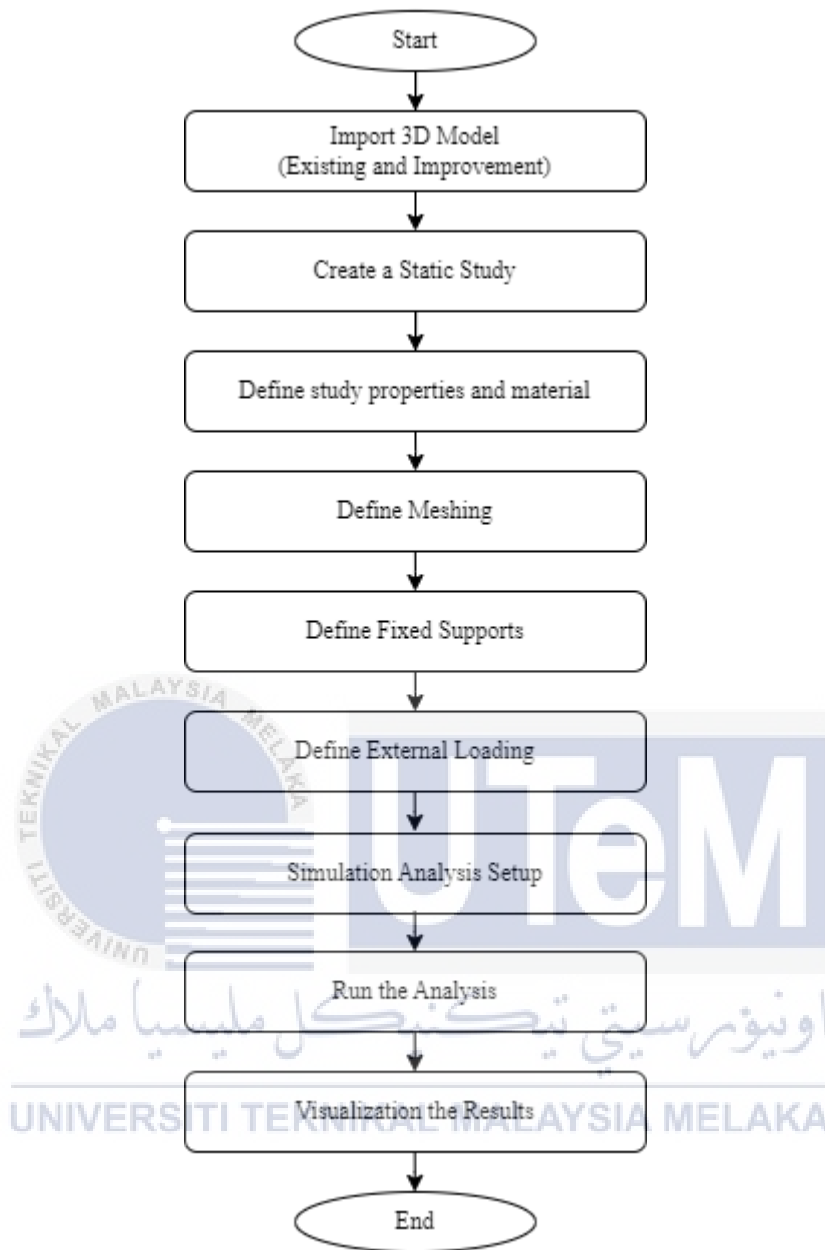 Start
Import 3D Model
(Existing and Improvement)
Create a Static Study
Define study properties and material
Define Meshing
Define Fixed Supports
Define External Loading
Simulation Analysis Setup
Run the Analysis
Visualization the Results
End
UNIVERSITI TEKNIKAL MALAYSIA MELAKA
UTeM
اونيۏرسيتي تيكنيكل مليسيا ملاك
UNIVERSITI TEKNIKAL MALAYSIA MELAKA